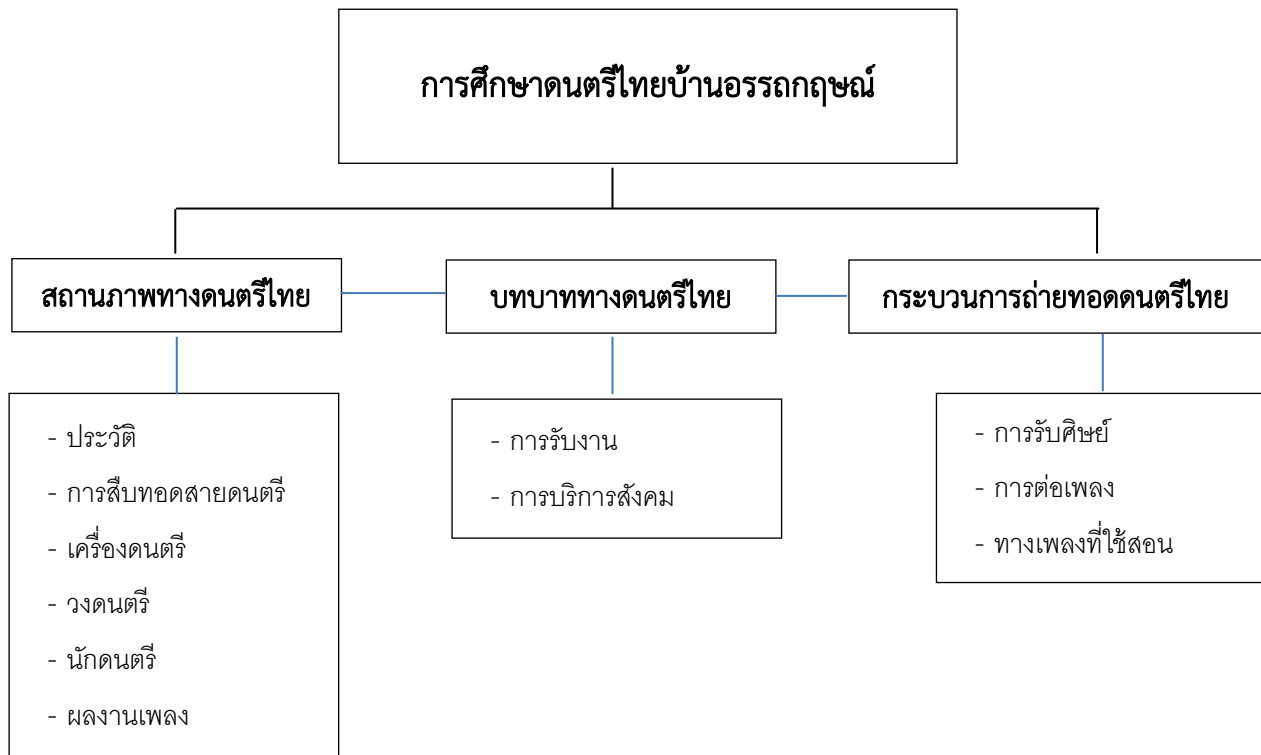 การศึกษาดนตรีไทยบ้านอรรถกฤษณ์
สถานภาพทางดนตรีไทย
บทบาททางดนตรีไทย
กระบวนการถ่ายทอดดนตรีไทย
- ประวัติ
- การสืบทอดสายดนตรี
- เครื่องดนตรี
- วงดนตรี
- นักดนตรี
- ผลงานเพลง
- การรับงาน
- การบริการสังคม
- การรับศิษย์
- การต่อเพลง
- ทางเพลงที่ใช้สอน